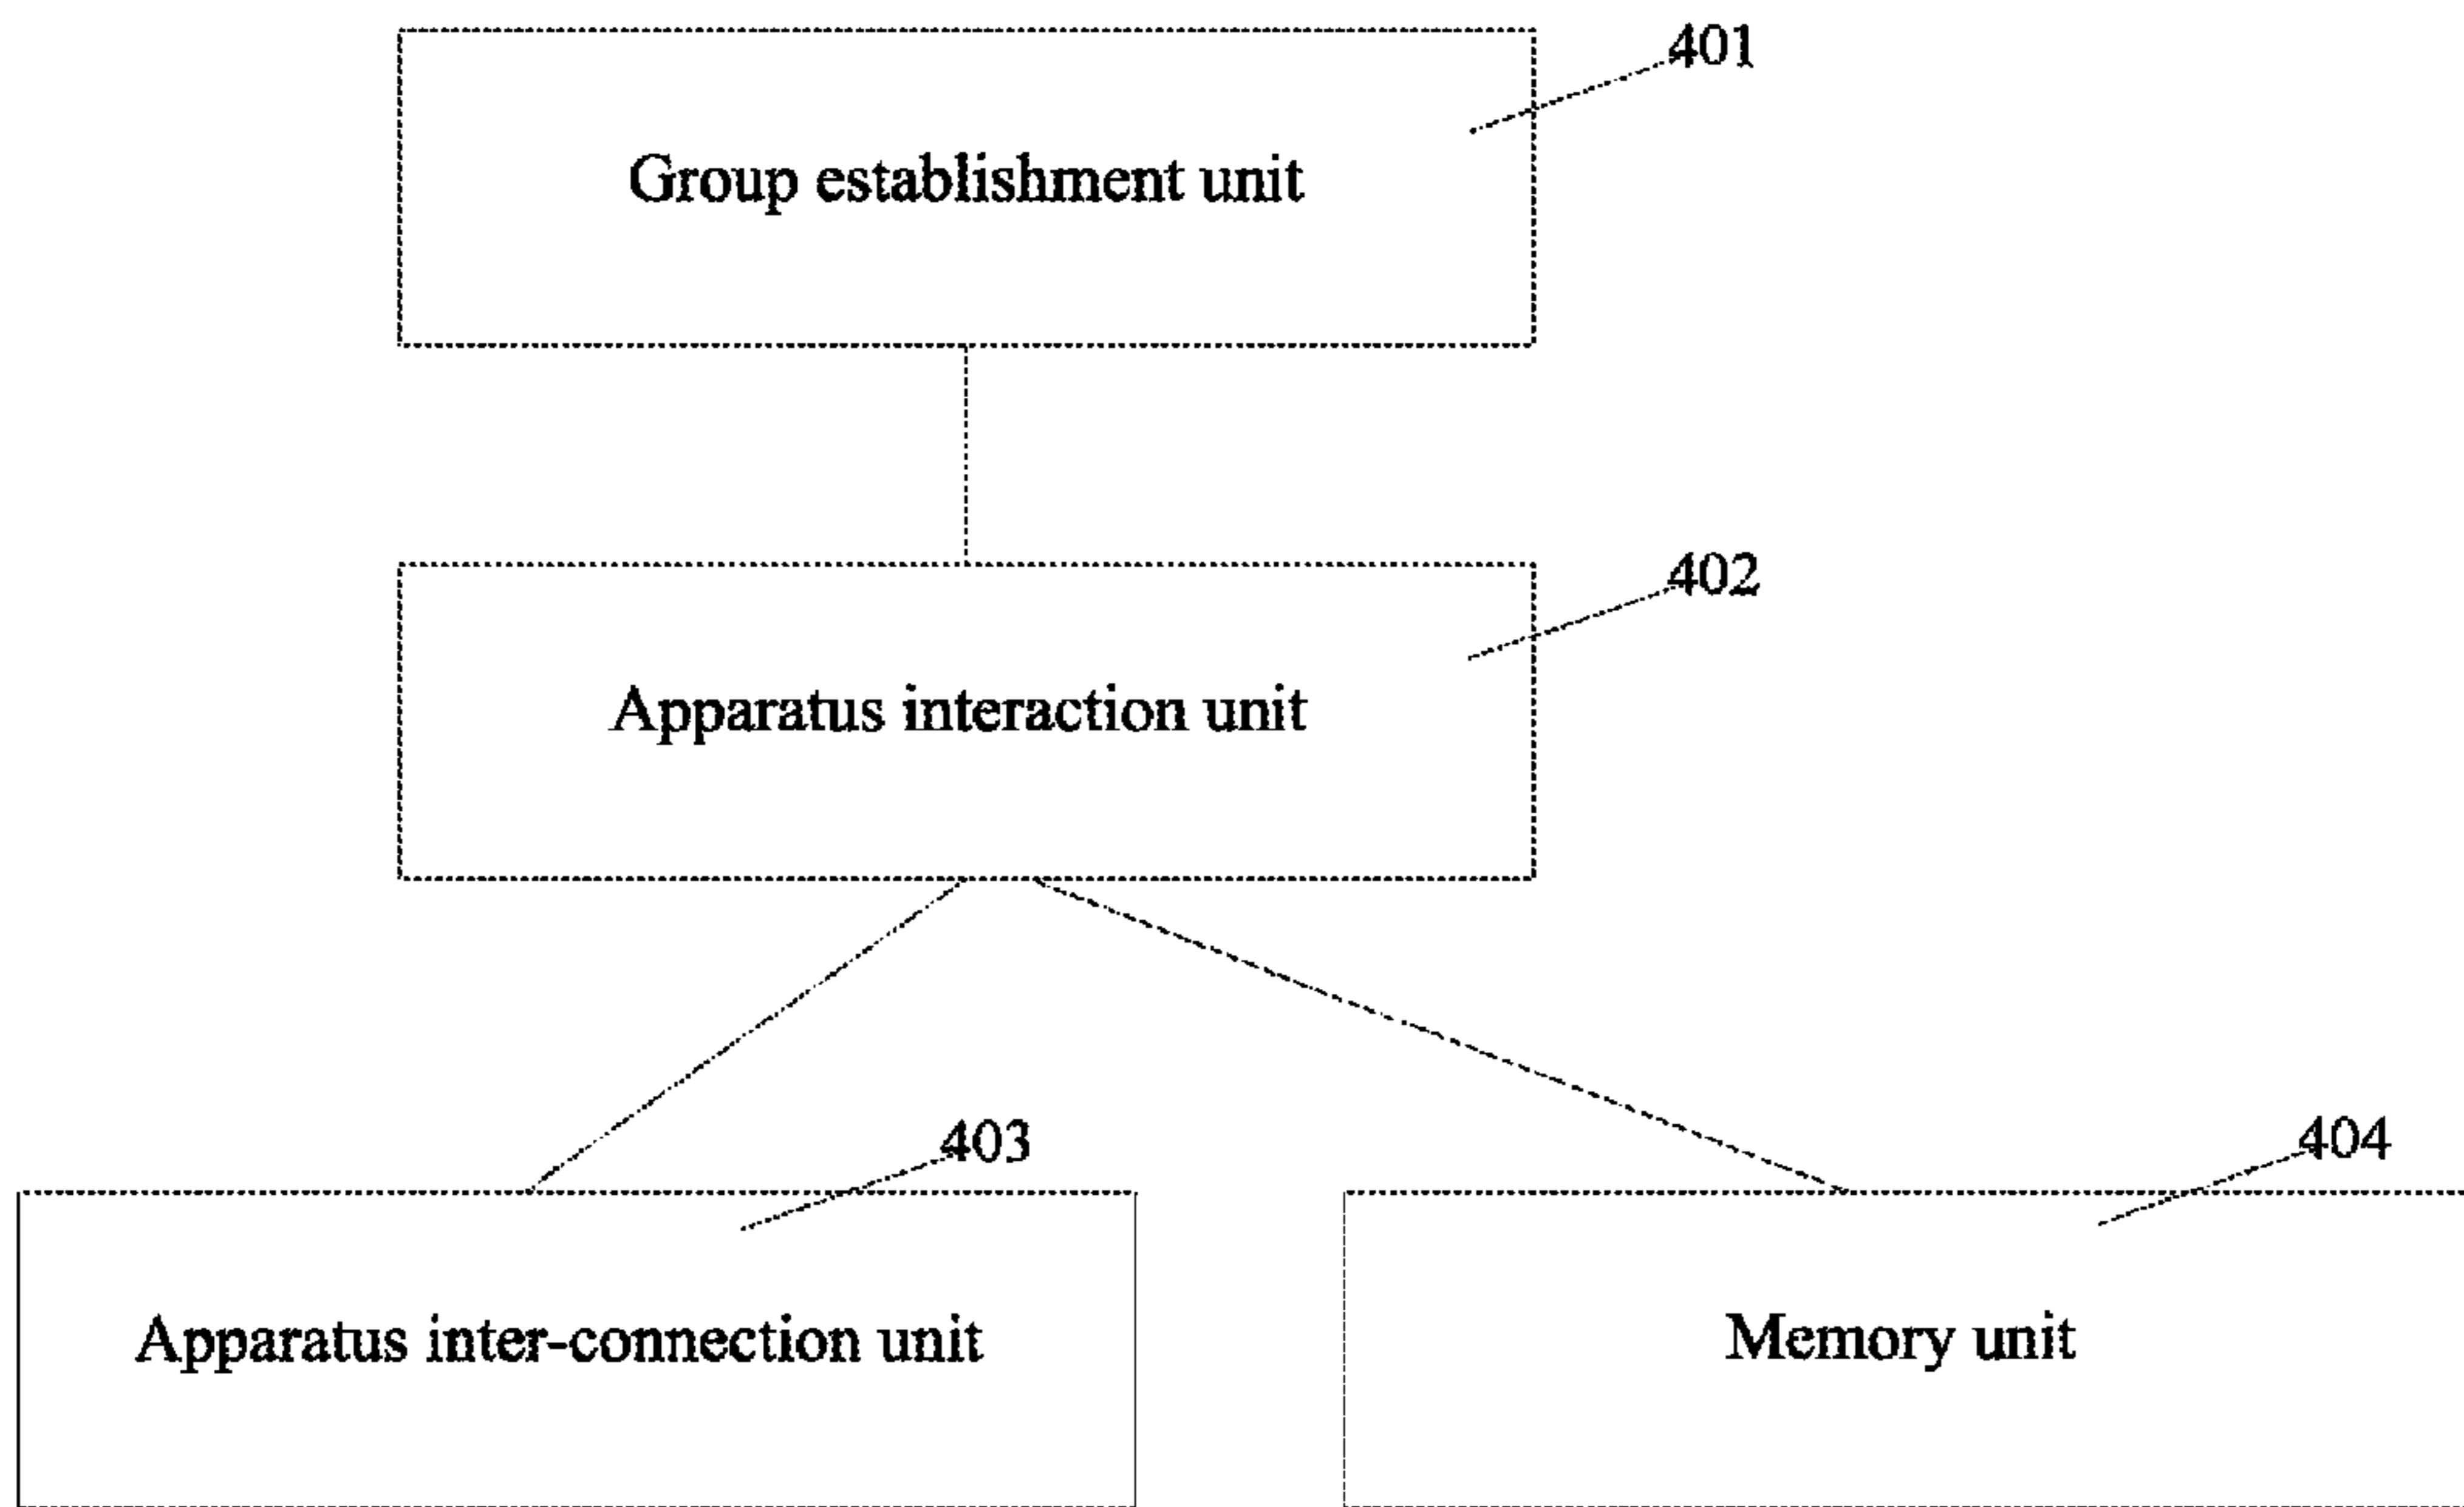 401
Group establishment unit
402
Apparatus interaction unit
403
404
Apparatus inter-connection unit
Memory unit